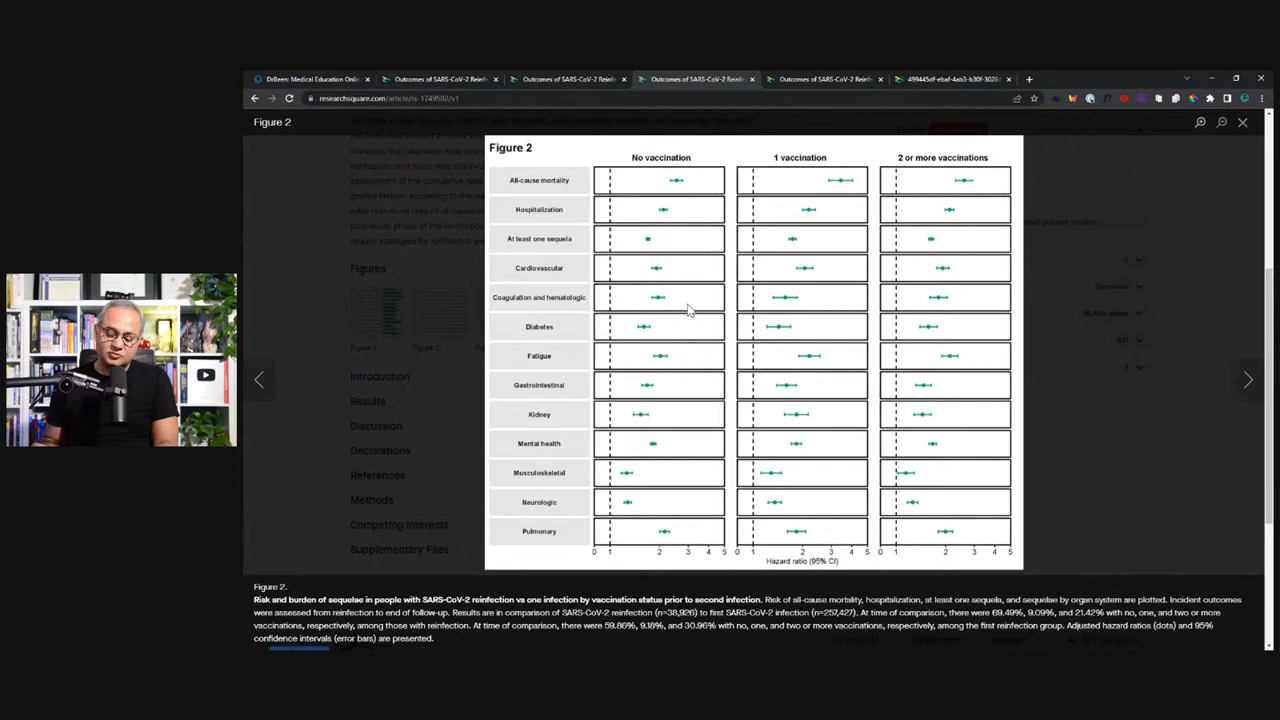 DrBeen: Medical Education Onli
Outcomes of SARS-CoV-2 Reinfe
Outcomes of SARS-CoV-2 Reinf
Outcomes of SARS-CoV-2 Reinfe
Outcomes of SARS-CoV-2 Reinf
researchsquare.com/article/rs-1749502/v1
Figure 2
Figure 2
No vaccination
1 vaccination
2 or more vaccinations
All-cause mortality
Hospitalization
At least one sequela
Cardiovascular
Coagulation and hematologic
Diabetes
Fatigue
Gastrointestinal
Kidney
Mental health
Musculoskeletal
Neurologic
Pulmonary
0 1 2 3 4 5 0 1 2 3 4 5 0 1 2 3 4 5
Hazard ratio (95% CI)
Figures
Figure 1
Introduction
Results
Discussion
Declarations
References
Methods
Competing Interests
Supplementary Files
Figure 2.
Risk and burden of sequelae in people with SARS-CoV-2 reinfection vs one infection by vaccination status prior to second infection. Risk of all-cause mortality, hospitalization, at least one sequela, and sequelae by organ system are plotted. Incident outcomes
were assessed from reinfection to end of follow-up. Results are in comparison of SARS-CoV-2 reinfection (n=38,926) to first SARS-CoV-2 infection (n=257,427). At time of comparison, there were 69.49%, 9.09%, and 21.42% with no, one, and two or more
vaccinations, respectively, among those with reinfection. At time of comparison, there were 59.86%, 9.18%, and 30.96% with no, one, and two or more vaccinations, respectively, among the first reinfection group. Adjusted hazard ratios (dots) and 95%
confidence intervals (error bars) are presented.